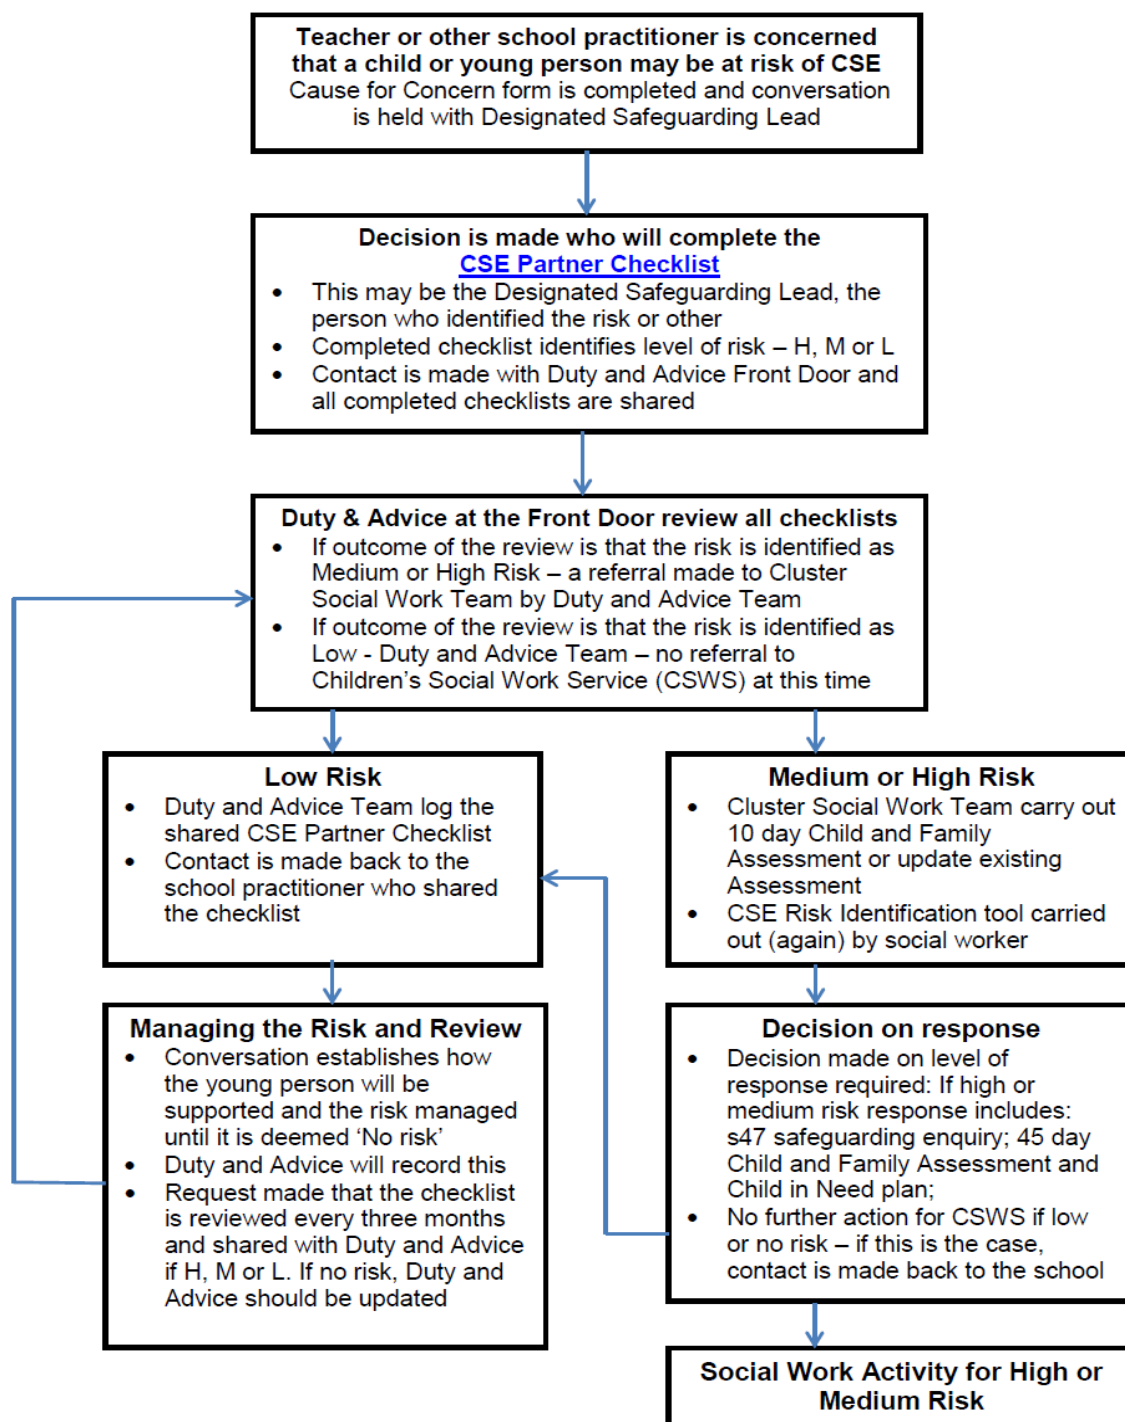 Teacher or other school practitioner is concerned
that a child or young person may be at risk of CSE
Cause for Concern form is completed and conversation
is held with Designated Safeguarding Lead
Decision is made who will complete the
CSE Partner Checklist
• This may be the Designated Safeguarding Lead, the
person who identified the risk or other
• Completed checklist identifies level of risk – H, M or L
• Contact is made with Duty and Advice Front Door and
all completed checklists are shared
Duty & Advice at the Front Door review all checklists
• If outcome of the review is that the risk is identified as
Medium or High Risk – a referral made to Cluster
Social Work Team by Duty and Advice Team
• If outcome of the review is that the risk is identified as
Low - Duty and Advice Team – no referral to
Children’s Social Work Service (CSWS) at this time
Low Risk
• Duty and Advice Team log the
shared CSE Partner Checklist
• Contact is made back to the
school practitioner who shared
the checklist
Medium or High Risk
• Cluster Social Work Team carry out
10 day Child and Family
Assessment or update existing
Assessment
• CSE Risk Identification tool carried
out (again) by social worker
Managing the Risk and Review
• Conversation establishes how
the young person will be
supported and the risk managed
until it is deemed ‘No risk’
• Duty and Advice will record this
• Request made that the checklist
is reviewed every three months
and shared with Duty and Advice
if H, M or L. If no risk, Duty and
Advice should be updated
Decision on response
• Decision made on level of
response required: If high or
medium risk response includes:
s47 safeguarding enquiry; 45 day
Child and Family Assessment and
Child in Need plan;
• No further action for CSWS if low
or no risk – if this is the case,
contact is made back to the school
Social Work Activity for High or
Medium Risk